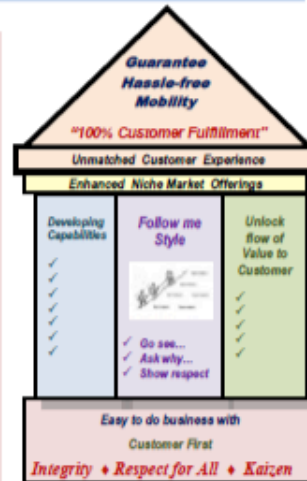 Guarantee
Hassle-free
Mobility
"100% Customer Fulfillment"
Unmatched Customer Experience
Enhanced Niche Market Offerings
Developing
Capabilities
✓
✓
✓
✓
✓
✓
✓
Follow me
Style
✓ Go see...
✓ Ask why...
✓ Show respect
Unlock
flow of
Value to
Customer
✓
✓
✓
✓
✓
Easy to do business with
Customer First
Integrity ♦ Respect for All ♦ Kaizen